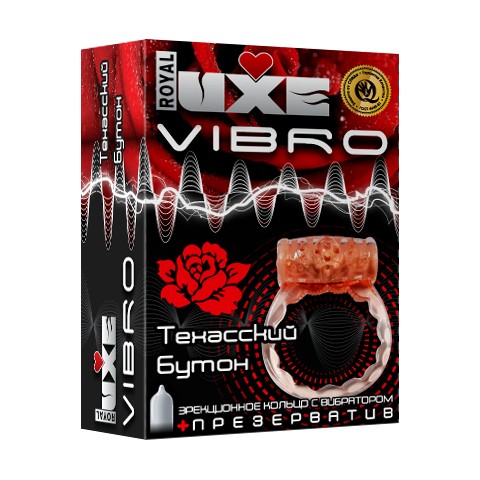 ROYAL
LUXE
VIBRO
Техасский
Бутон
ЭРЕКЦИОННОЕ КОЛЬЦО С ВИБРАТОРОМ
+ПРЕЗЕРВАТИВ
Техасский
Бутон
ROYAL
LUXE
VIBRO